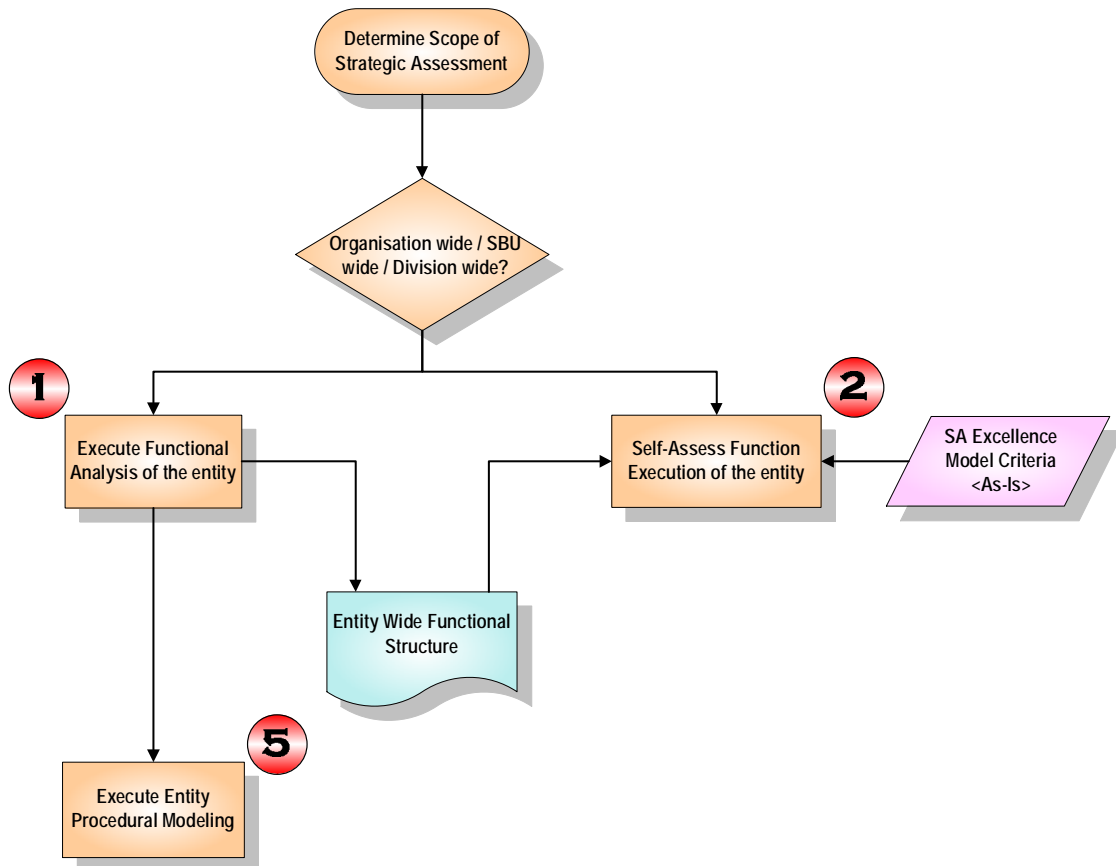 Determine Scope of
Strategic Assessment
Organisation wide / SBU
wide / Division wide?
1
2
Execute Functional
Analysis of the entity
Self-Assess Function
Execution of the entity
SA Excellence
Model Criteria
<As-Is>
Entity Wide Functional
Structure
5
Execute Entity
Procedural Modeling